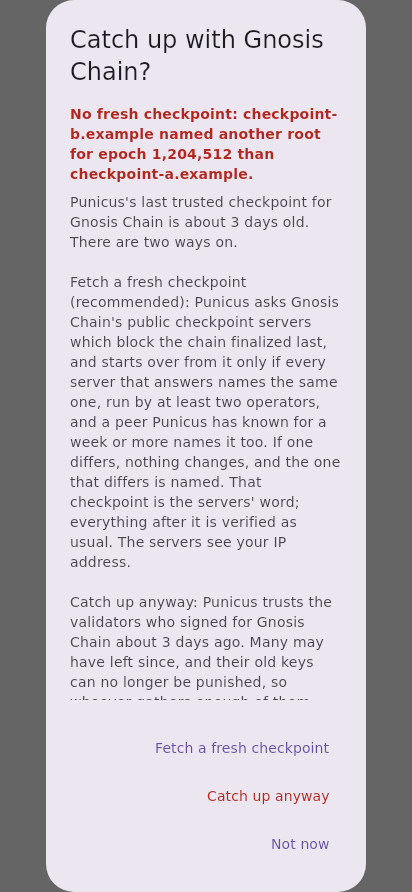 Catch up with Gnosis
Chain?
No fresh checkpoint: checkpoint-
b.example named another root
for epoch 1,204,512 than
checkpoint-a.example.
Punicus's last trusted checkpoint for
Gnosis Chain is about 3 days old.
There are two ways on.
Fetch a fresh checkpoint
(recommended): Punicus asks Gnosis
Chain's public checkpoint servers
which block the chain finalized last,
and starts over from it only if every
server that answers names the same
one, run by at least two operators,
and a peer Punicus has known for a
week or more names it too. If one
differs, nothing changes, and the one
that differs is named. That
checkpoint is the servers' word;
everything after it is verified as
usual. The servers see your IP
address.
Catch up anyway: Punicus trusts the
validators who signed for Gnosis
Chain about 3 days ago. Many may
have left since, and their old keys
can no longer be punished, so
whoever gathers enough of them
Fetch a fresh checkpoint
Catch up anyway
Not now